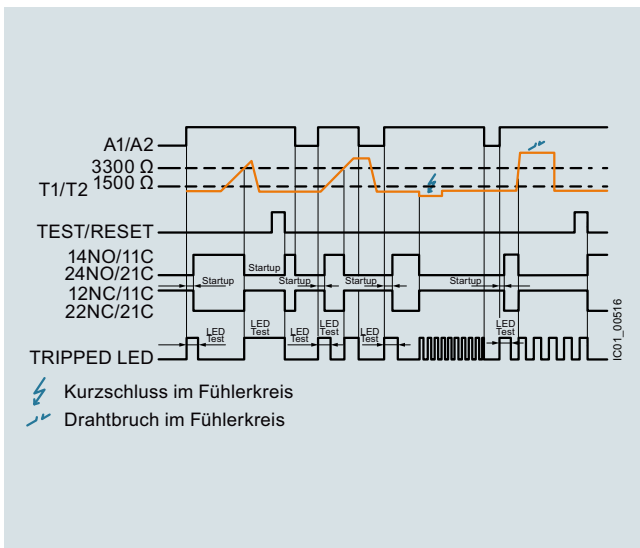 A1/A2
3300 Ω
T1/T2 1500 Ω
TEST/RESET
14NO/11C
24NO/21C
12NC/11C
22NC/21C
Startup
Startup
Startup
Startup
Startup
LED Test
LED Test
LED Test
LED Test
LED Test
LED Test
TRIPPED LED
IC01_00516
Kurzschluss im Fühlerkreis
Drahtbruch im Fühlerkreis